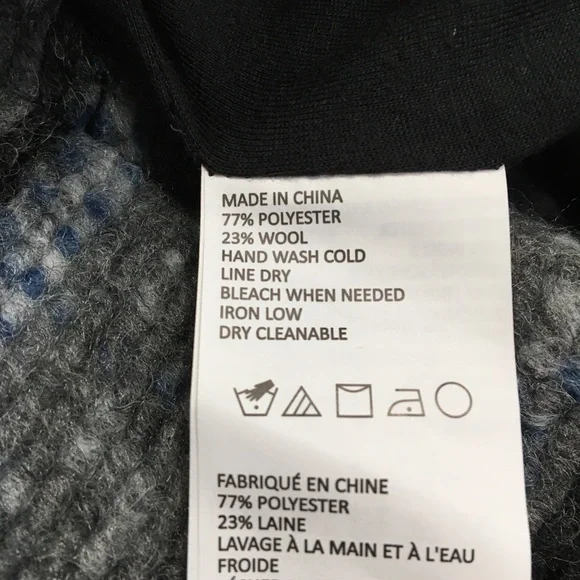 MADE IN CHINA
77% POLYESTER
23% WOOL
HAND WASH COLD
LINE DRY
BLEACH WHEN NEEDED
IRON LOW
DRY CLEANABLE
FABRIQUÉ EN CHINE
77% POLYESTER
23% LAINE
LAVAGE À LA MAIN ET À L'EAU
FROIDE